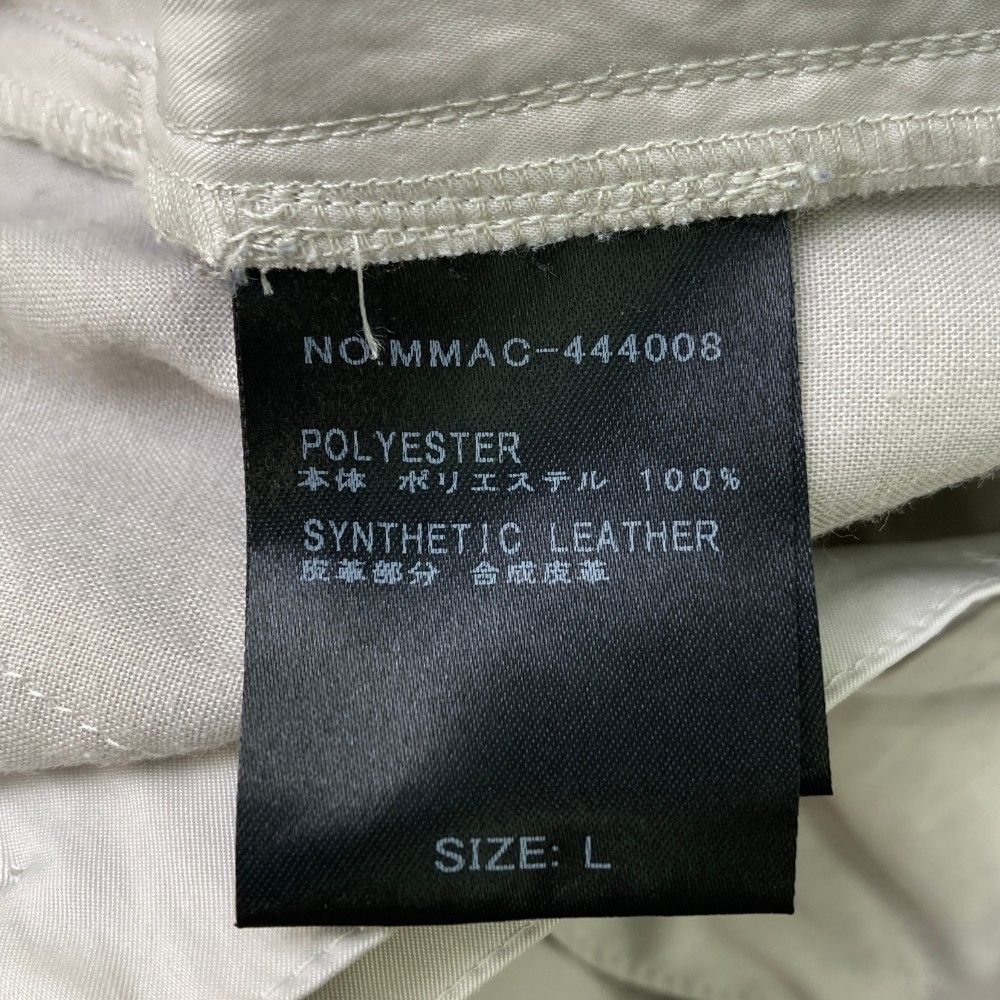 NO.MMAC-444008
POLYESTER
本体 ポリエステル 100%
SYNTHETIC LEATHER
皮革部分 合成皮革
SIZE: L